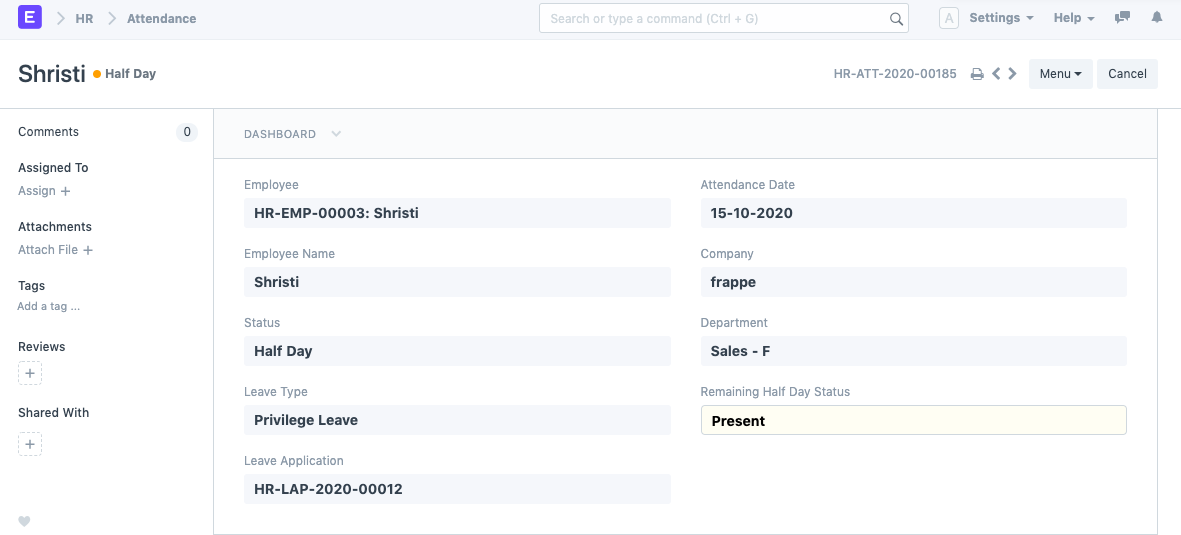 E HR Attendance Search or type a command (Ctrl + G) A Settings Help
Shristi Half Day HR-ATT-2020-00185 Menu Cancel
Comments 0
Assigned To
Assign +
Attachments
Attach File +
Tags
Add a tag ...
Reviews
+
Shared With
+
DASHBOARD
Employee
HR-EMP-00003: Shristi
Employee Name
Shristi
Status
Half Day
Leave Type
Privilege Leave
Leave Application
HR-LAP-2020-00012
Attendance Date
15-10-2020
Company
frappe
Department
Sales - F
Remaining Half Day Status
Present